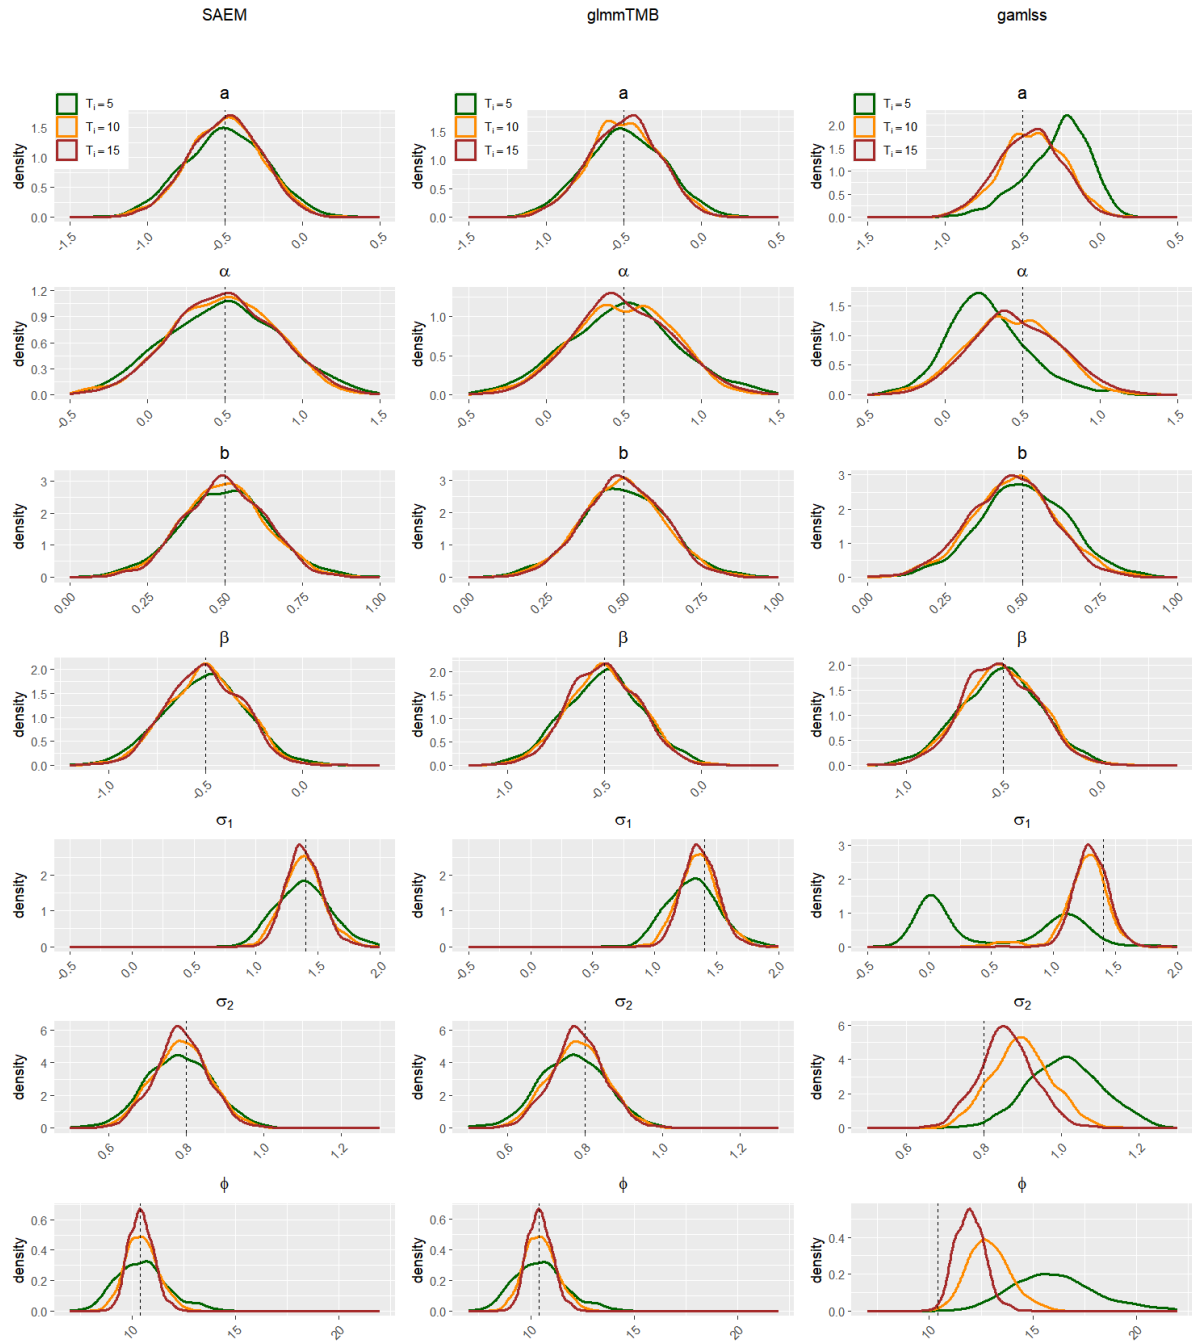 SAEM glmmTMB gamlss
a a a
T_i = 5 T_i = 5 T_i = 5
T_i = 10 T_i = 10 T_i = 10
T_i = 15 T_i = 15 T_i = 15
density density density
1.5 1.0 0.5 0.0
1.5 1.0 0.5 0.0
2.0 1.5 1.0 0.5 0.0
-1.5 -1.0 -0.5 0.0 0.5
-1.5 -1.0 -0.5 0.0 0.5
-1.5 -1.0 -0.5 0.0 0.5
α α α
density density density
1.2 0.9 0.6 0.3 0.0
1.0 0.5 0.0
1.5 1.0 0.5 0.0
-0.5 0.0 0.5 1.0 1.5
-0.5 0.0 0.5 1.0 1.5
-0.5 0.0 0.5 1.0 1.5
b b b
density density density
3 2 1 0
3 2 1 0
3 2 1 0
0.00 0.25 0.50 0.75 1.00
0.00 0.25 0.50 0.75 1.00
0.00 0.25 0.50 0.75 1.00
β β β
density density density
2.0 1.5 1.0 0.5 0.0
2.0 1.5 1.0 0.5 0.0
2.0 1.5 1.0 0.5 0.0
-1.0 -0.5 0.0
-1.0 -0.5 0.0
-1.0 -0.5 0.0
σ₁ σ₁ σ₁
density density density
2 1 0
2 1 0
3 2 1 0
-0.5 0.0 0.5 1.0 1.5 2.0
-0.5 0.0 0.5 1.0 1.5 2.0
-0.5 0.0 0.5 1.0 1.5 2.0
σ₂ σ₂ σ₂
density density density
6 4 2 0
6 4 2 0
6 4 2 0
0.6 0.8 1.0 1.2
0.6 0.8 1.0 1.2
0.6 0.8 1.0 1.2
ϕ ϕ ϕ
density density density
0.6 0.4 0.2 0.0
0.6 0.4 0.2 0.0
0.4 0.2 0.0
10 15 20
10 15 20
10 15 20